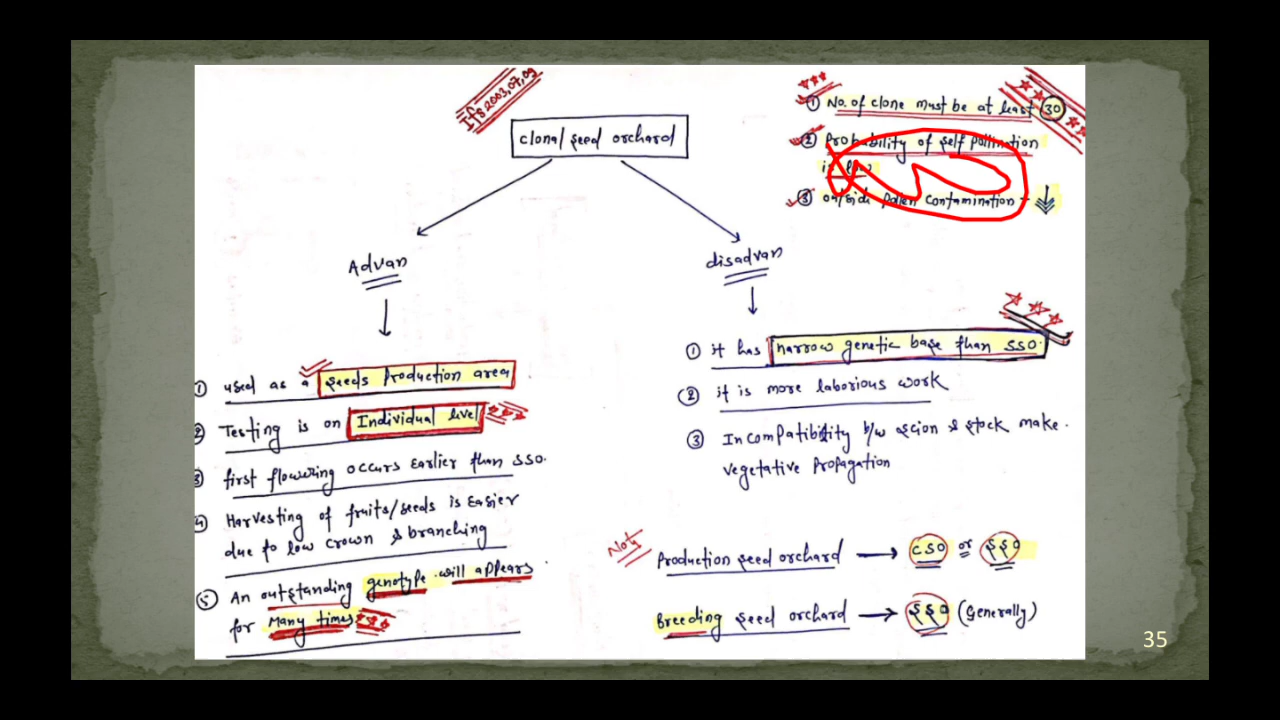 IfS 2003,07,09
clonal seed orchard
① No. of clone must be at least 30
② Probability of self pollination
is low
③ outside pollen contamination - ↓
Advan
disadvan
① used as a seeds Production area
② Testing is on Individual level
③ first flowering occurs Earlier than SSO.
④ Harvesting of fruits/seeds is Easier
due to low crown & branching
⑤ An outstanding genotype will appears
for Many times
① it has narrow genetic base than SSO.
② it is more laborious work
③ Incompatibility b/w scion & stock make.
vegetative Propagation
Note
Production seed orchard → CSO or SSO
Breeding seed orchard → SSO (Generally)
35